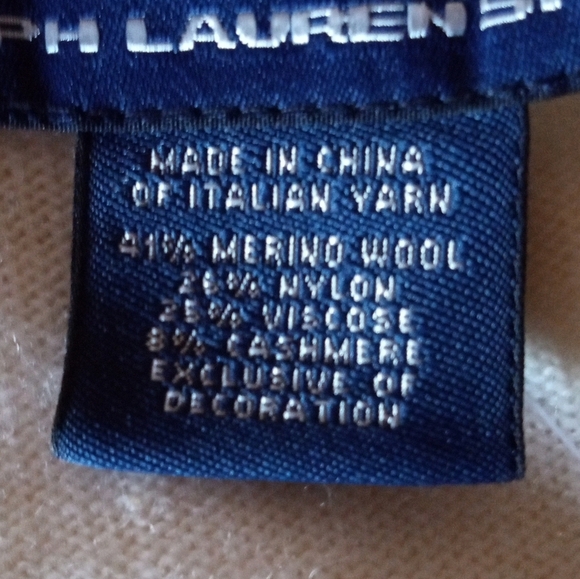 PH LAUREN SP
MADE IN CHINA
OF ITALIAN YARN
41% MERINO WOOL
26% NYLON
25% VISCOSE
8% CASHMERE
EXCLUSIVE OF
DECORATION